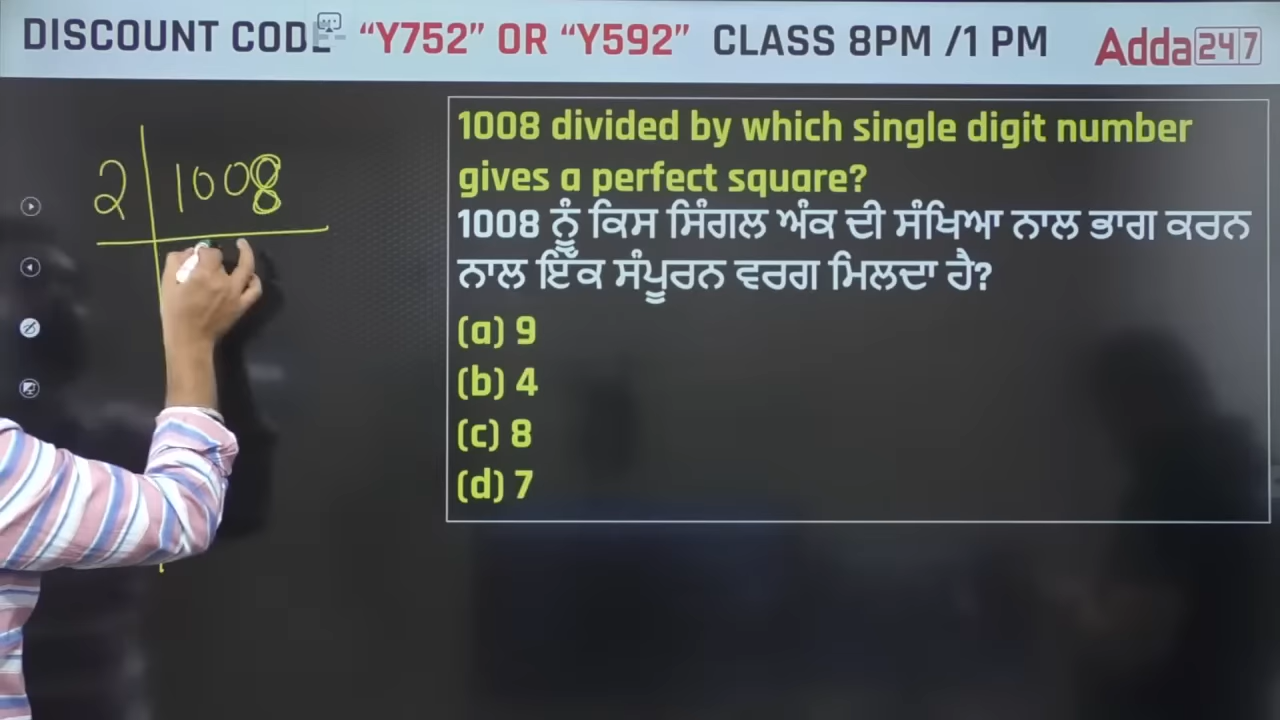 DISCOUNT CODE- “Y752” OR “Y592” CLASS 8PM /1 PM
Adda247
2 1008
1008 divided by which single digit number
gives a perfect square?
1008 ਨੂੰ ਕਿਸ ਸਿੰਗਲ ਅੰਕ ਦੀ ਸੰਖਿਆ ਨਾਲ ਭਾਗ ਕਰਨ
ਨਾਲ ਇੱਕ ਸੰਪੂਰਨ ਵਰਗ ਮਿਲਦਾ ਹੈ?
(a) 9
(b) 4
(c) 8
(d) 7